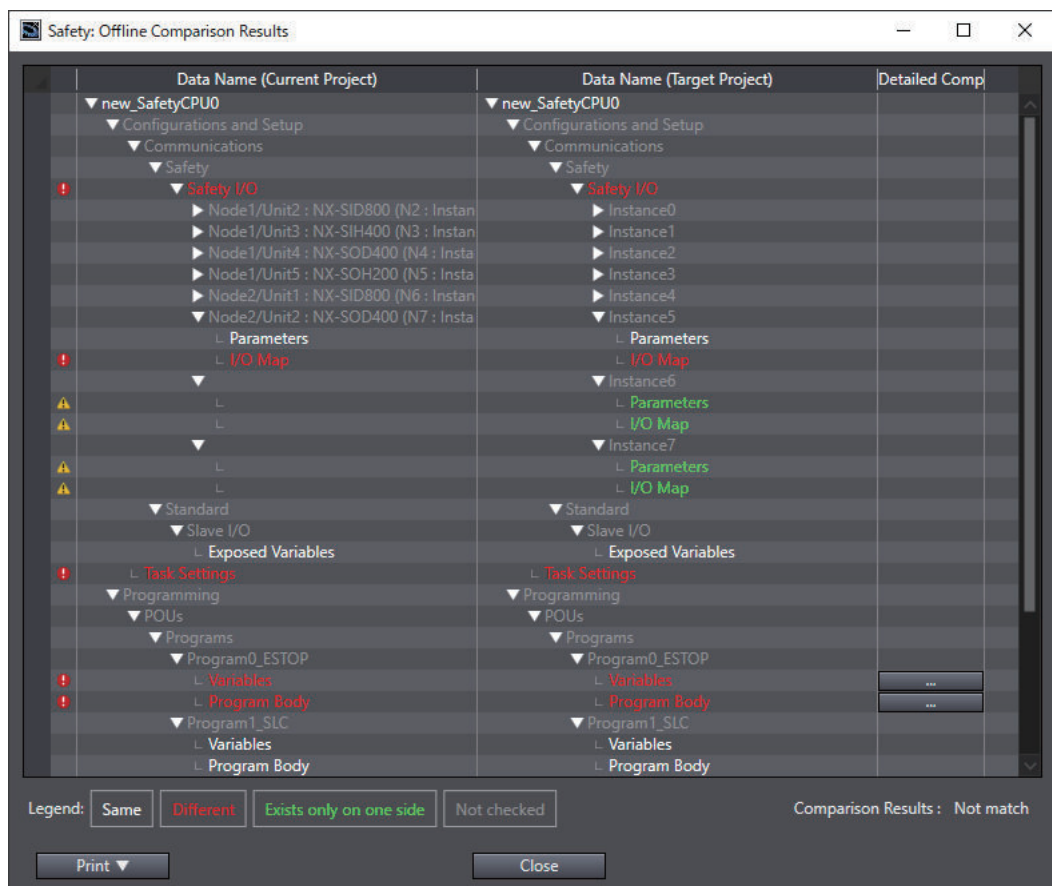 Safety: Offline Comparison Results
Data Name (Current Project) Data Name (Target Project) Detailed Comp
new_SafetyCPU0 new_SafetyCPU0
Configurations and Setup Configurations and Setup
Communications Communications
Safety Safety
Safety I/O Safety I/O
Node1/Unit2 : NX-SID800 (N2 : Instan Instance0
Node1/Unit3 : NX-SIH400 (N3 : Instan Instance1
Node1/Unit4 : NX-SOD400 (N4 : Insta Instance2
Node1/Unit5 : NX-SOH200 (N5 : Insta Instance3
Node2/Unit1 : NX-SID800 (N6 : Instan Instance4
Node2/Unit2 : NX-SOD400 (N7 : Insta Instance5
Parameters Parameters
I/O Map I/O Map
Instance6
Parameters
I/O Map
Instance7
Parameters
I/O Map
Standard Standard
Slave I/O Slave I/O
Exposed Variables Exposed Variables
Task Settings Task Settings
Programming Programming
POUs POUs
Programs Programs
Program0_ESTOP Program0_ESTOP
Variables Variables ...
Program Body Program Body ...
Program1_SLC Program1_SLC
Variables Variables
Program Body Program Body
Legend: Same Different Exists only on one side Not checked Comparison Results : Not match
Print ▼ Close